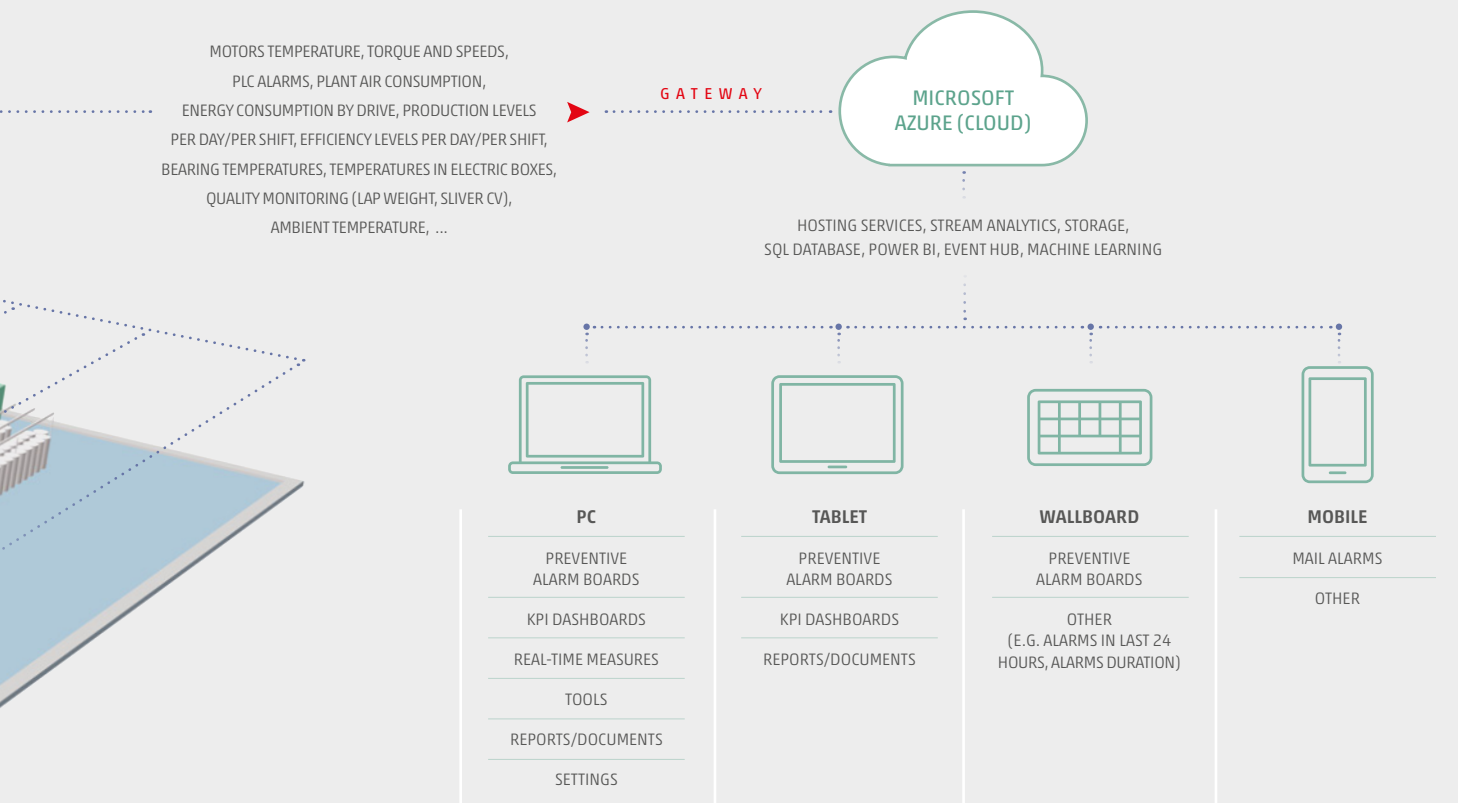 MOTORS TEMPERATURE, TORQUE AND SPEEDS,
PLC ALARMS, PLANT AIR CONSUMPTION,
ENERGY CONSUMPTION BY DRIVE, PRODUCTION LEVELS
PER DAY/PER SHIFT, EFFICIENCY LEVELS PER DAY/PER SHIFT,
BEARING TEMPERATURES, TEMPERATURES IN ELECTRIC BOXES,
QUALITY MONITORING (LAP WEIGHT, SLIVER CV),
AMBIENT TEMPERATURE, ...
GATEWAY
MICROSOFT
AZURE (CLOUD)
HOSTING SERVICES, STREAM ANALYTICS, STORAGE,
SQL DATABASE, POWER BI, EVENT HUB, MACHINE LEARNING
PC
PREVENTIVE
ALARM BOARDS
KPI DASHBOARDS
REAL-TIME MEASURES
TOOLS
REPORTS/DOCUMENTS
SETTINGS
TABLET
PREVENTIVE
ALARM BOARDS
KPI DASHBOARDS
REPORTS/DOCUMENTS
WALLBOARD
PREVENTIVE
ALARM BOARDS
OTHER
(E.G. ALARMS IN LAST 24
HOURS, ALARMS DURATION)
MOBILE
MAIL ALARMS
OTHER